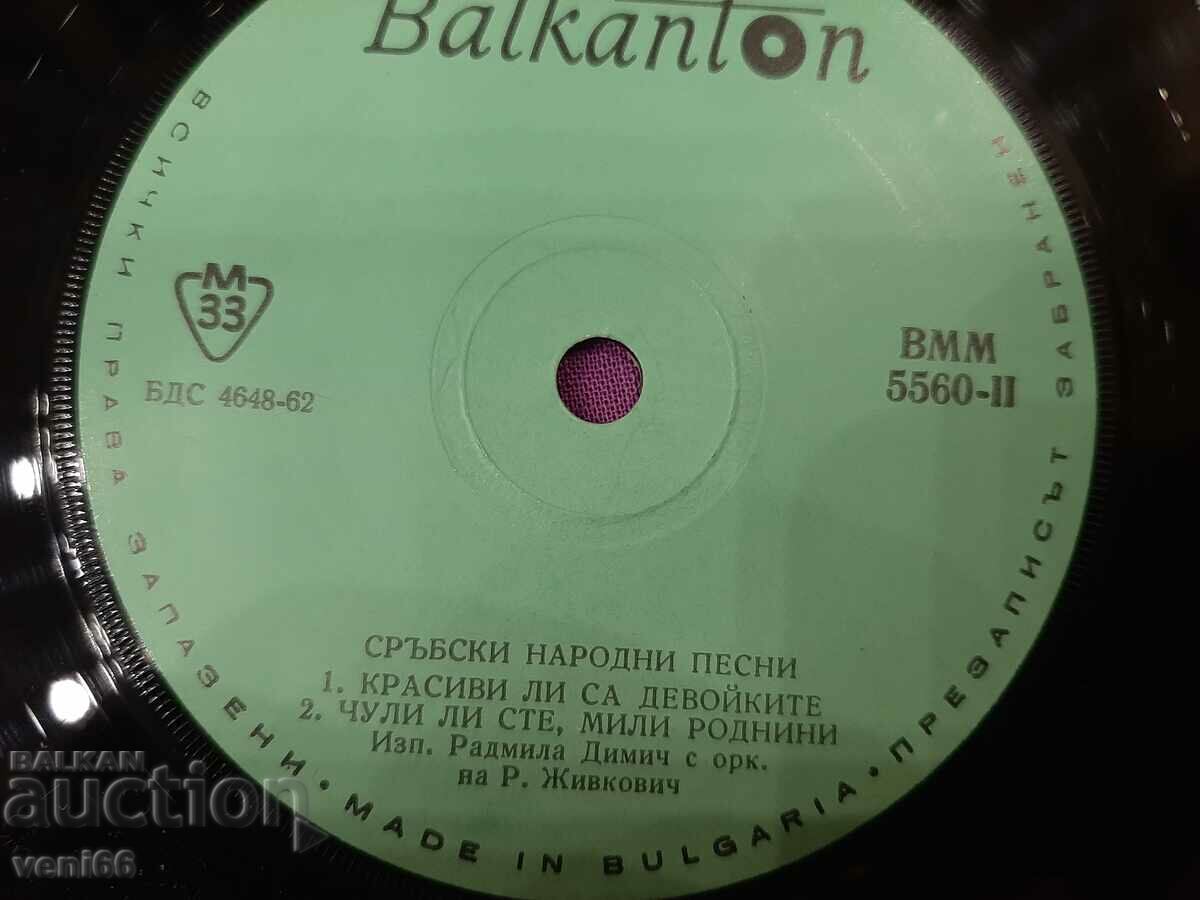 Balkanton
M
33
БДС 4648-62
ВММ
5560-II
СРЪБСКИ НАРОДНИ ПЕСНИ
1. КРАСИВИ ЛИ СА ДЕВОЙКИТЕ
2. ЧУЛИ ЛИ СТЕ, МИЛИ РОДНИНИ
Изп. Радмила Димич с орк.
на Р. Живкович
ВСИЧКИ ПРАВА ЗАПАЗЕНИ • MADE IN BULGARIA • ПРЕЗАПИСЪТ ЗАБРАНЕН
BALKAN
auction
veni66